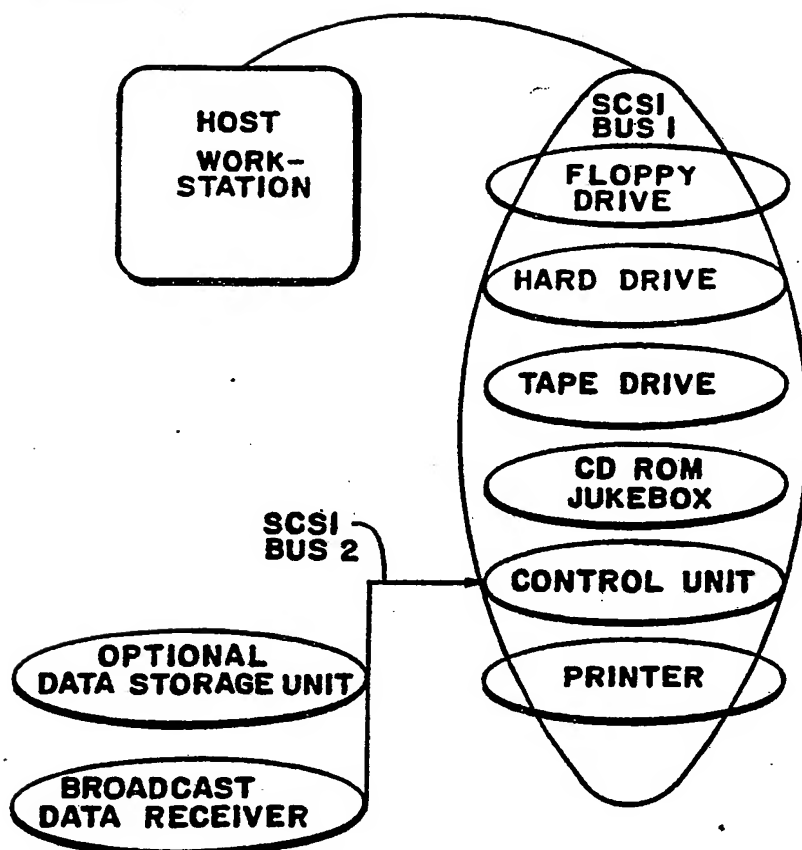 HOST
WORK-
STATION
SCSI
BUS 1
FLOPPY
DRIVE
HARD DRIVE
TAPE DRIVE
CD ROM
JUKEBOX
SCSI
BUS 2
CONTROL UNIT
OPTIONAL
DATA STORAGE UNIT
PRINTER
BROADCAST
DATA RECEIVER